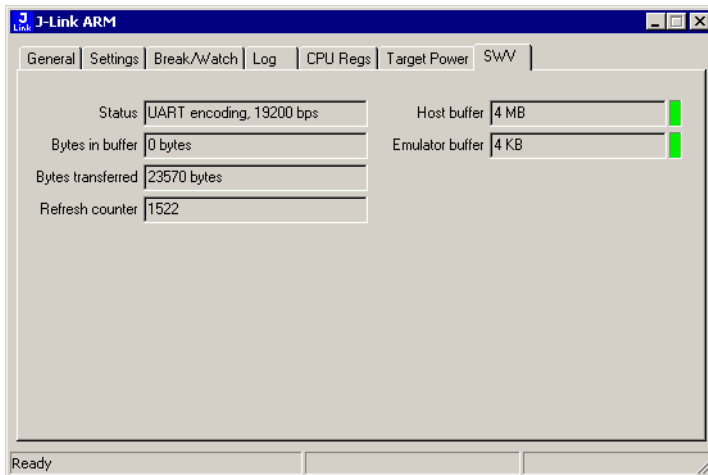 J Link J-Link ARM
General Settings Break/Watch Log CPU Regs Target Power SWV
Status UART encoding, 19200 bps Host buffer 4 MB
Bytes in buffer 0 bytes Emulator buffer 4 KB
Bytes transferred 23570 bytes
Refresh counter 1522
Ready